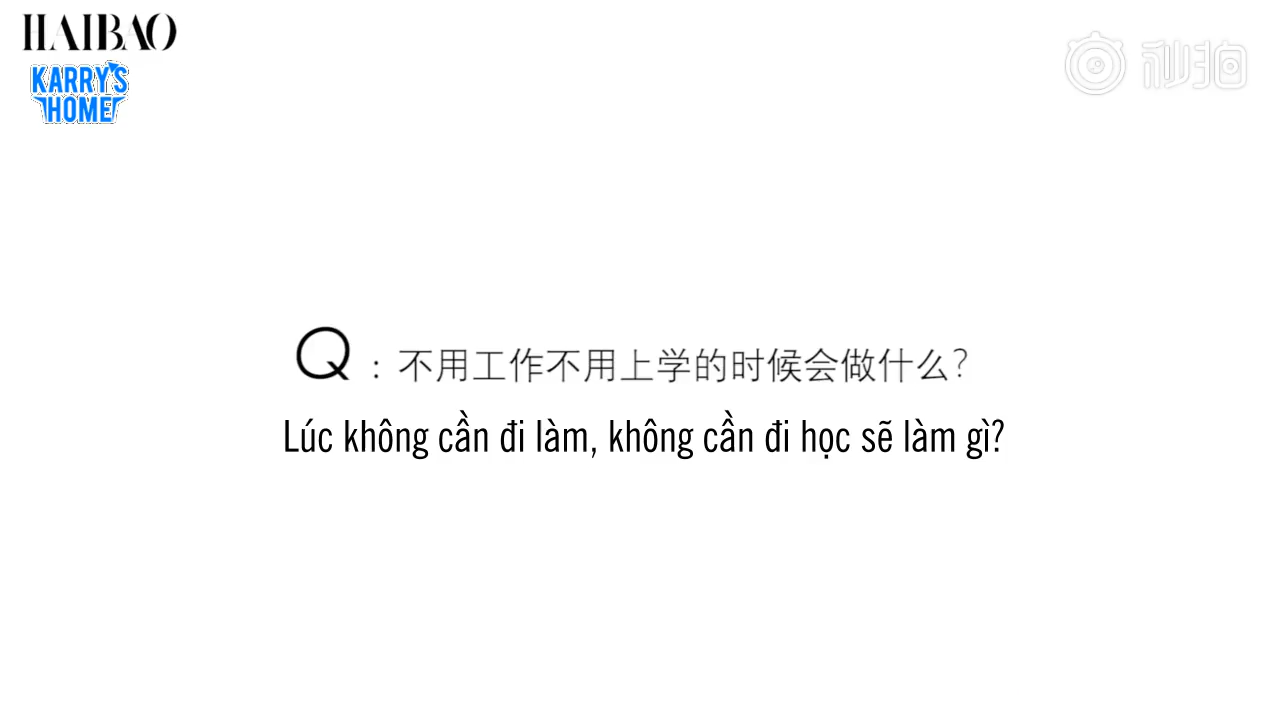 HAIBAO
KARRY'S
HOME
秒拍
Q：不用工作不用上学的时候会做什么？
Lúc không cần đi làm, không cần đi học sẽ làm gì?